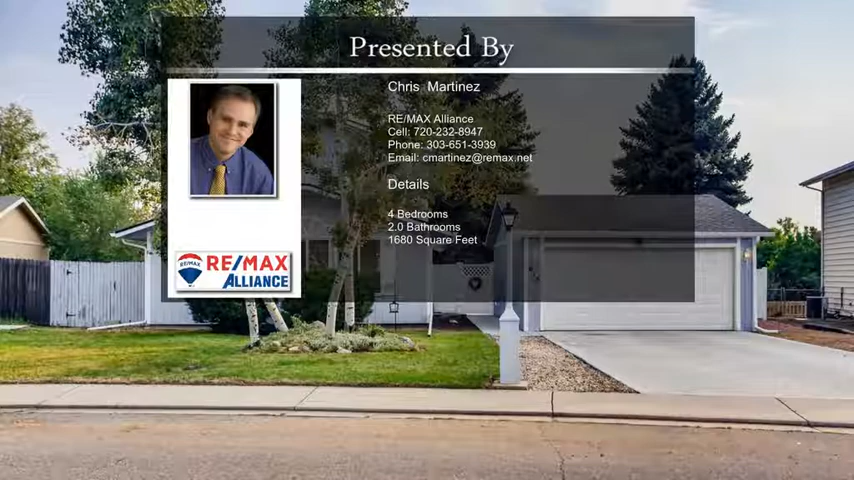 Presented By
Chris Martinez
RE/MAX Alliance
Cell: 720-232-8947
Phone: 303-651-3939
Email: cmartinez@remax.net
Details
4 Bedrooms
2.0 Bathrooms
1680 Square Feet
RE/MAX
RE/MAX
ALLIANCE